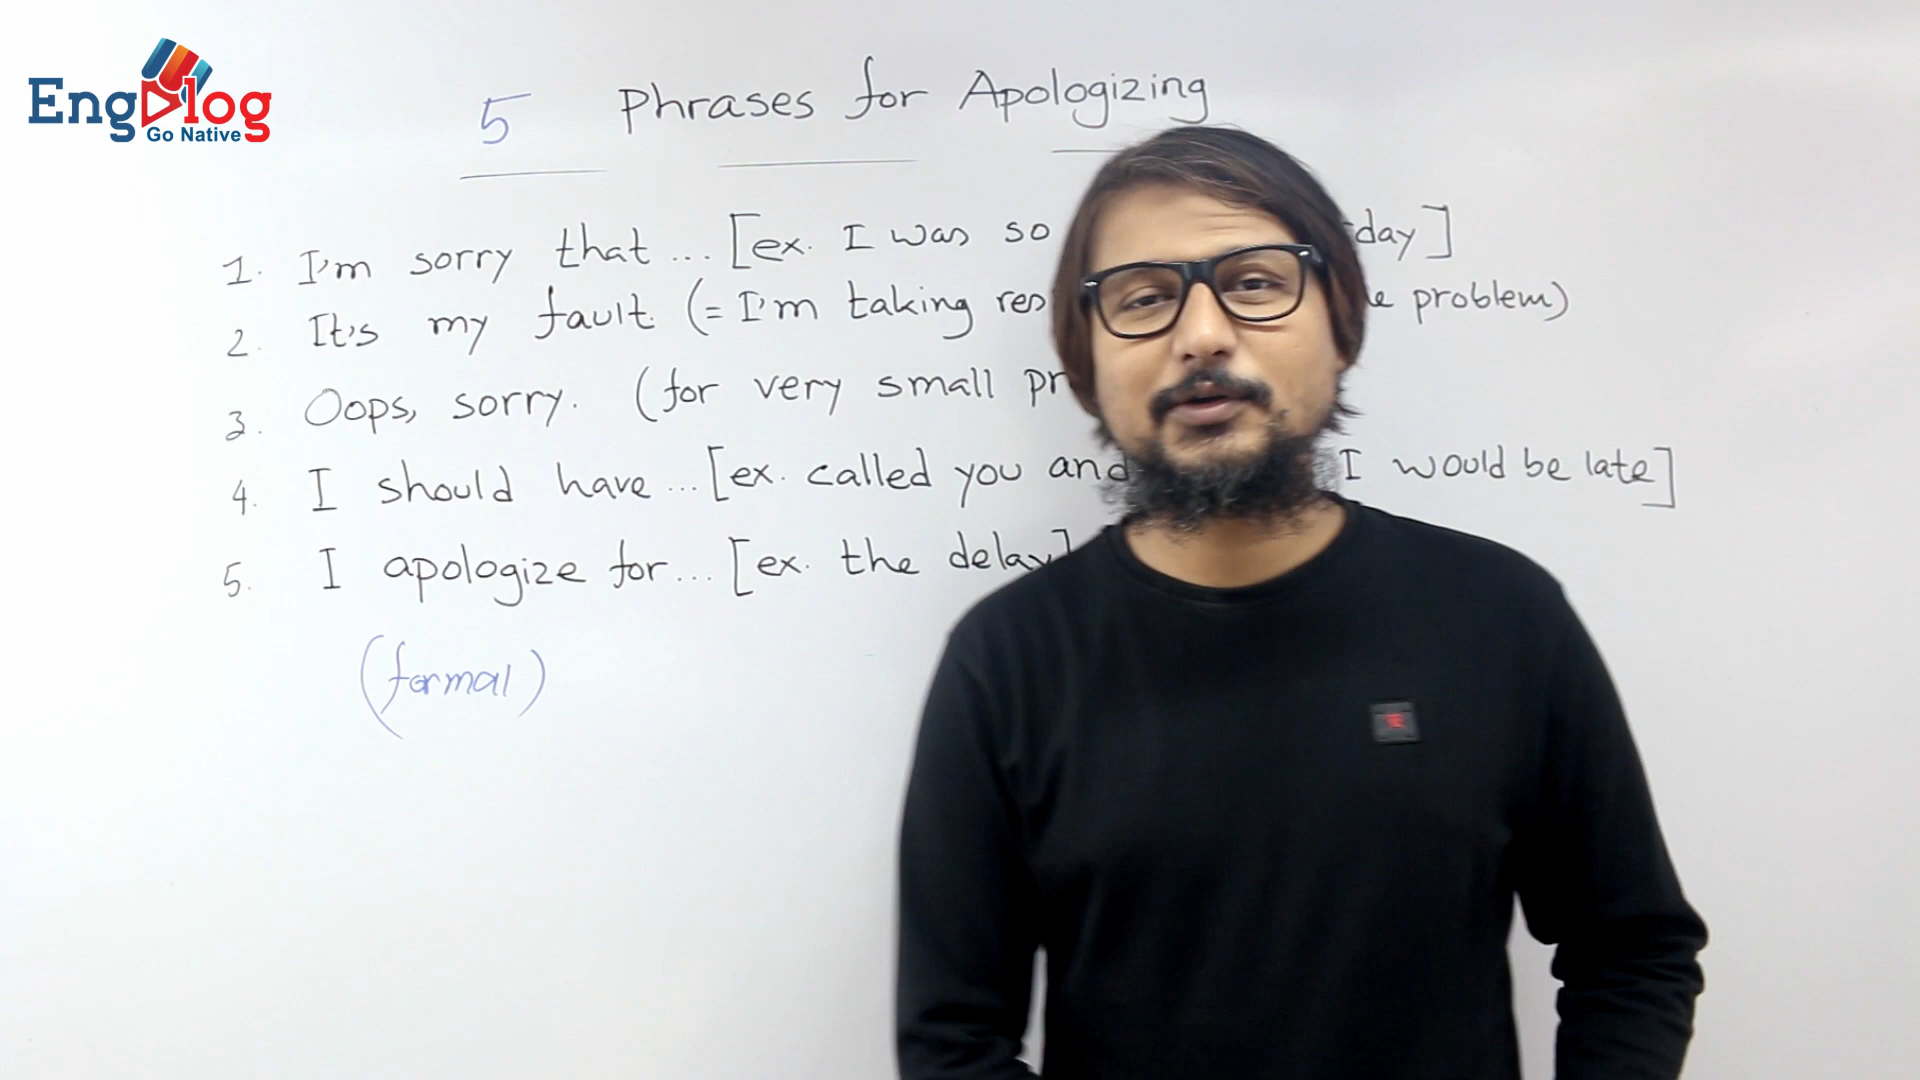 EngVlog
Go Native
5 Phrases for Apologizing
1. I'm sorry that ... [ex. I was so day]
2. It's my fault. (= I'm taking problem)
3. Oops, sorry. (for very small
4. I should have ... [ex. called you and I would be late]
5. I apologize for ... [ex. the delay]
(formal)